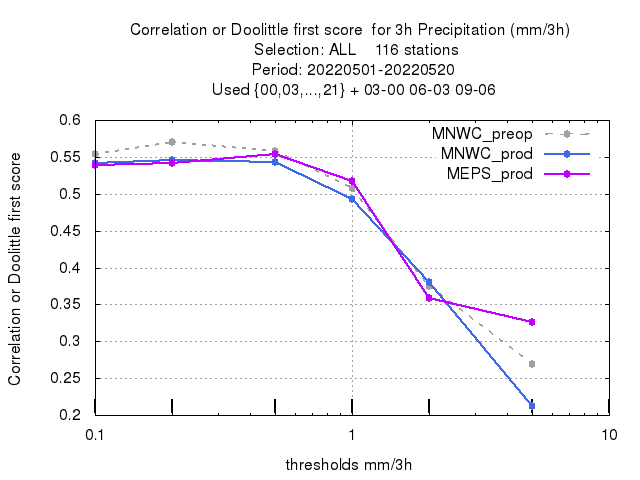 Correlation or Doolittle first score  for 3h Precipitation (mm/3h)
Selection: ALL    116 stations
Period: 20220501-20220520
Used {00,03,...,21} + 03-00 06-03 09-06
Correlation or Doolittle first score
0.6
0.55
0.5
0.45
0.4
0.35
0.3
0.25
0.2
MNWC_preop
MNWC_prod
MEPS_prod
0.1
1
10
thresholds mm/3h